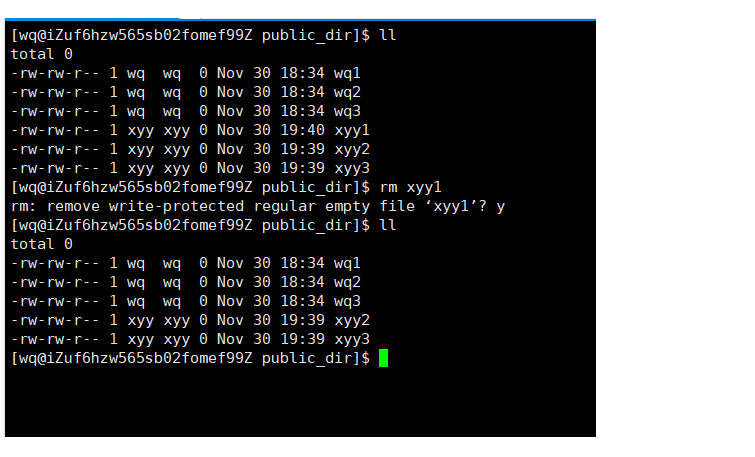 [wq@iZuf6hzw565sb02fomef99Z public_dir]$ ll
total 0
-rw-rw-r-- 1 wq  wq  0 Nov 30 18:34 wq1
-rw-rw-r-- 1 wq  wq  0 Nov 30 18:34 wq2
-rw-rw-r-- 1 wq  wq  0 Nov 30 18:34 wq3
-rw-rw-r-- 1 xyy xyy 0 Nov 30 19:40 xyy1
-rw-rw-r-- 1 xyy xyy 0 Nov 30 19:39 xyy2
-rw-rw-r-- 1 xyy xyy 0 Nov 30 19:39 xyy3
[wq@iZuf6hzw565sb02fomef99Z public_dir]$ rm xyy1
rm: remove write-protected regular empty file ‘xyy1’? y
[wq@iZuf6hzw565sb02fomef99Z public_dir]$ ll
total 0
-rw-rw-r-- 1 wq  wq  0 Nov 30 18:34 wq1
-rw-rw-r-- 1 wq  wq  0 Nov 30 18:34 wq2
-rw-rw-r-- 1 wq  wq  0 Nov 30 18:34 wq3
-rw-rw-r-- 1 xyy xyy 0 Nov 30 19:39 xyy2
-rw-rw-r-- 1 xyy xyy 0 Nov 30 19:39 xyy3
[wq@iZuf6hzw565sb02fomef99Z public_dir]$